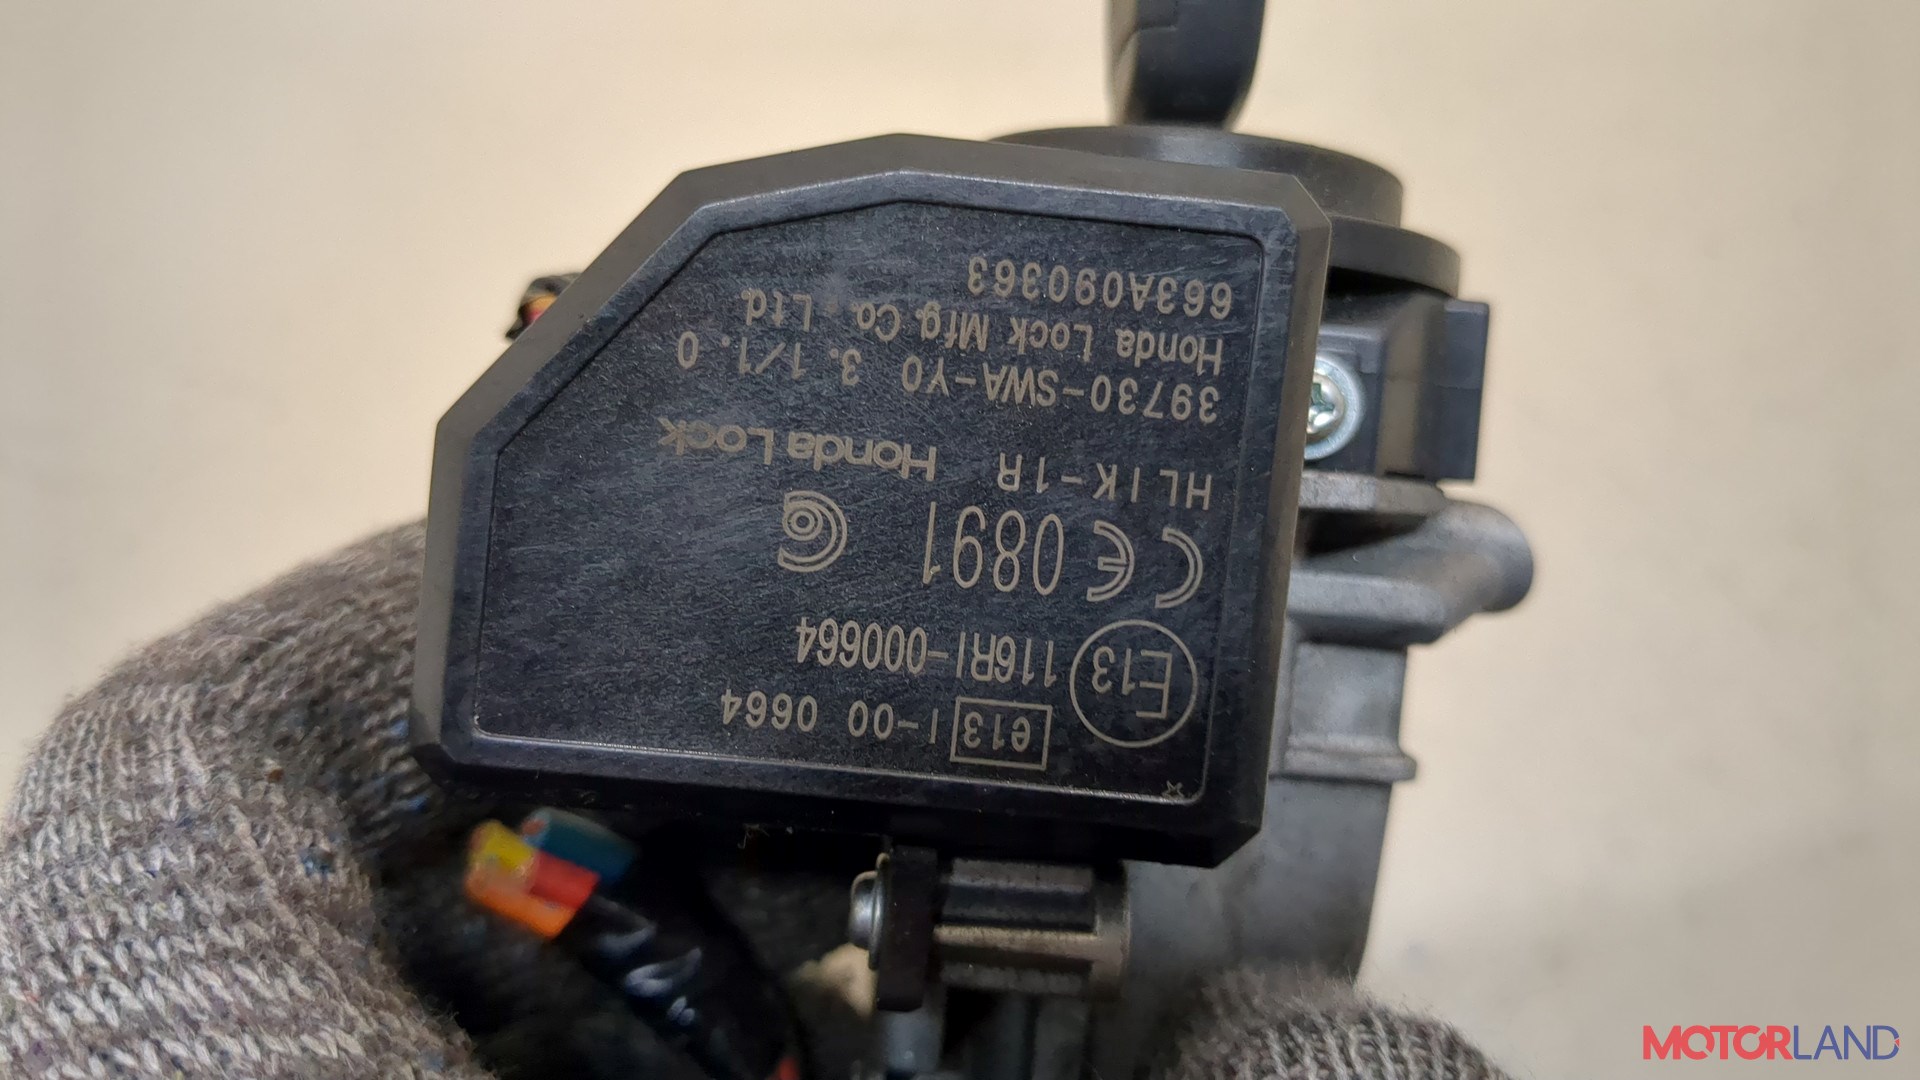 e13 I-00 0664
E13 116RI-000664
CE 0891
HLIK-1R Honda Lock
39730-SWA-Y0 3.1/1.0
Honda Lock Mfg. Co. Ltd.
663A090363
MOTORLAND